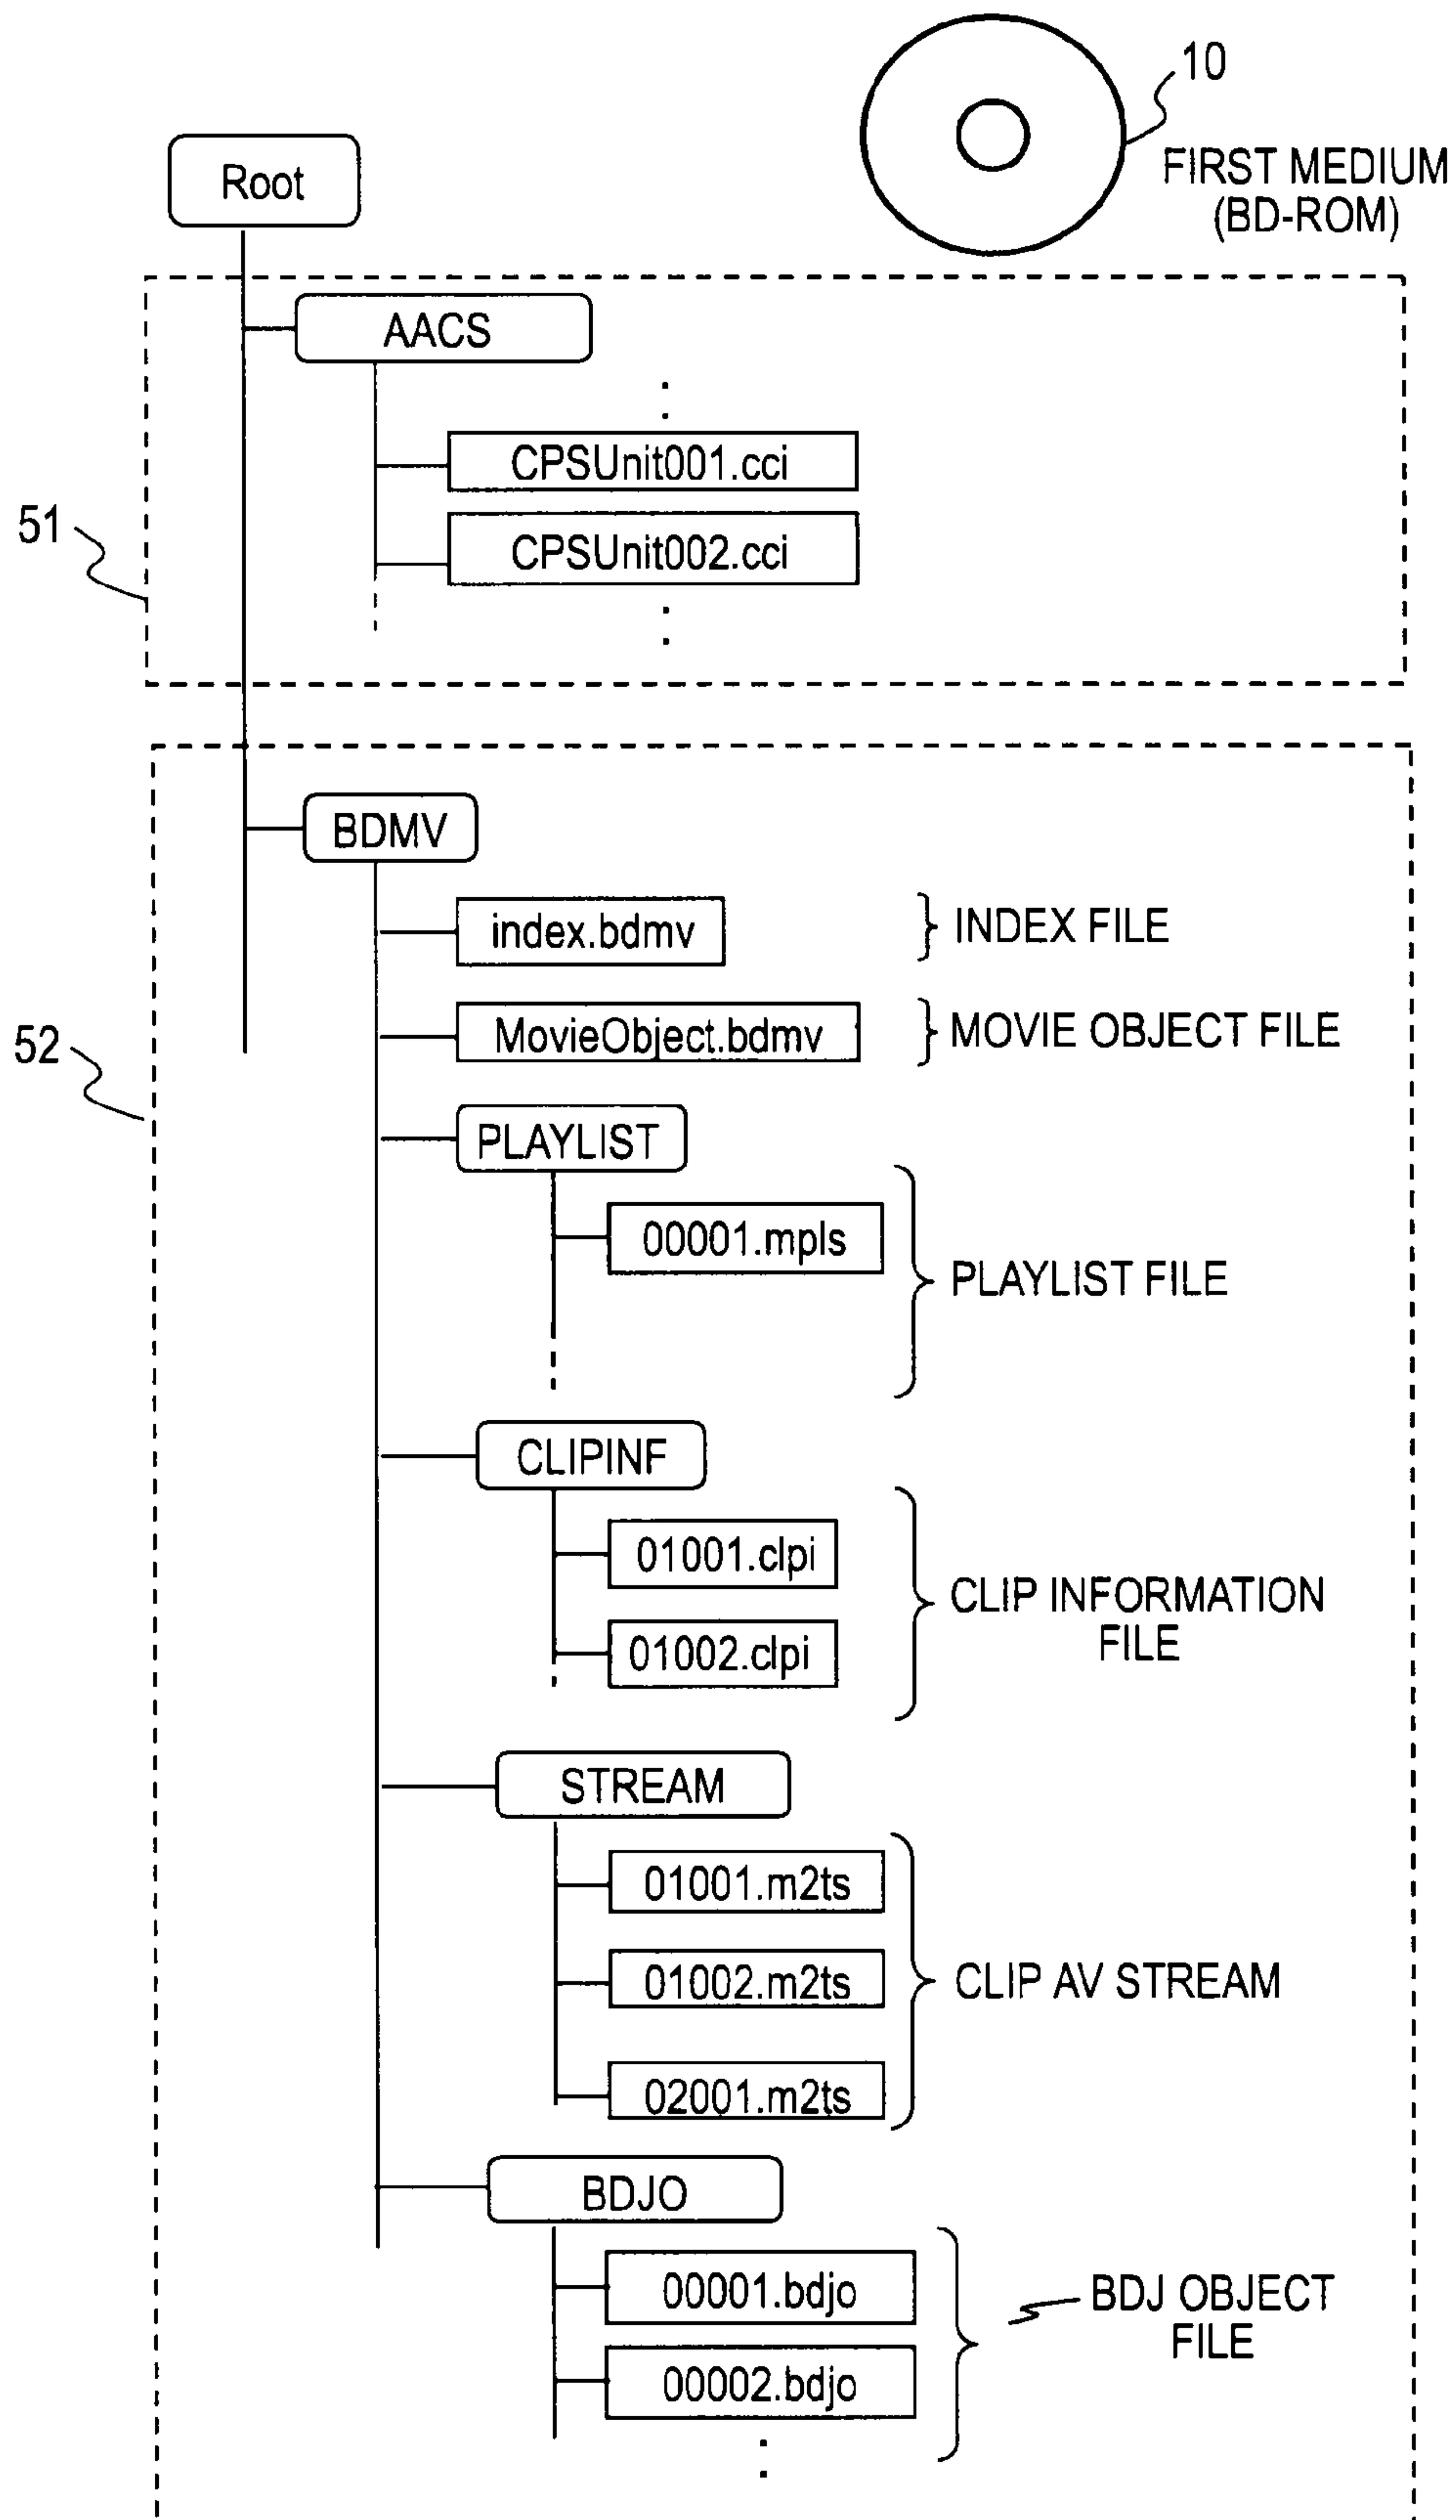 10
FIRST MEDIUM
(BD-ROM)
Root
AACS
CPSUnit001.cci
CPSUnit002.cci
51
BDMV
index.bdmv
INDEX FILE
MovieObject.bdmv
MOVIE OBJECT FILE
52
PLAYLIST
00001.mpls
PLAYLIST FILE
CLIPINF
01001.clpi
CLIP INFORMATION
FILE
01002.clpi
STREAM
01001.m2ts
01002.m2ts
CLIP AV STREAM
02001.m2ts
BDJO
00001.bdjo
BDJ OBJECT
FILE
00002.bdjo